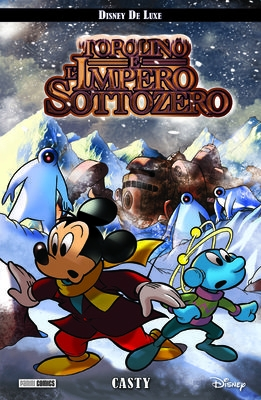 DISNEY DE LUXE
TOPOLINO
E L'IMPERO
SOTTOZERO
PANINI COMICS
CASTY
Disney